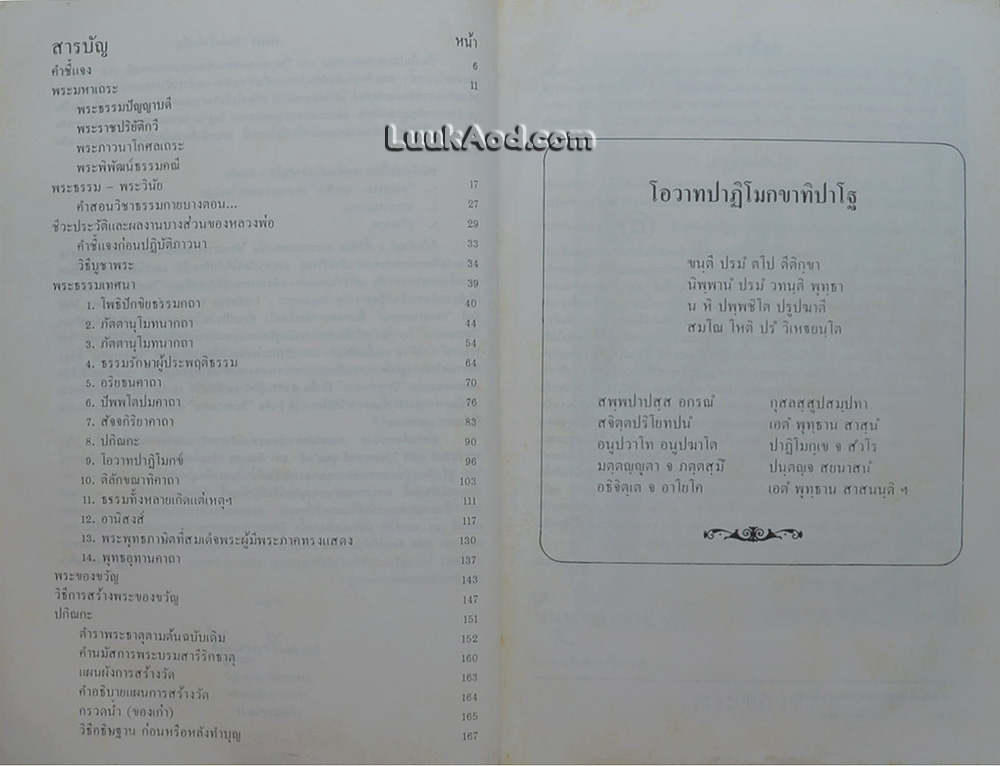 สารบัญ หน้า
คำชี้แจง 6
พระมหาเถระ 11
พระธรรมปัญญาบดี
พระราชปริยัติกวี
พระภาวนาโกศลเถระ
พระพิพัฒน์ธรรมคณี
พระธรรม – พระวินัย 17
คำสอนวิชาธรรมกายบางตอน... 27
ชีวะประวัติและผลงานบางส่วนของหลวงพ่อ 29
คำชี้แจงก่อนปฏิบัติภาวนา 33
วิธีบูชาพระ 34
พระธรรมเทศนา 39
1. โพธิปักขิยธรรมกถา 40
2. ภัตตานุโมทนากถา 44
3. ภัตตานุโมทนากถา 54
4. ธรรมรักษาผู้ประพฤติธรรม 64
5. อริยธนคาถา 70
6. ปัพพโตปมคาถา 76
7. สัจจกิริยาคาถา 83
8. ปกิณกะ 90
9. โอวาทปาฏิโมกข์ 96
10. ติลักขณาทิคาถา 103
11. ธรรมทั้งหลายเกิดแต่เหตุฯ 111
12. อานิสงส์ 117
13. พระพุทธภาษิตที่สมเด็จพระผู้มีพระภาคทรงแสดง 130
14. พุทธอุทานคาถา 137
พระของขวัญ 143
วิธีการสร้างพระของขวัญ 147
ปกิณกะ 151
ตำราพระธาตุตามต้นฉบับเดิม 152
คำนมัสการพระบรมสารีริกธาตุ 160
แผนผังการสร้างวัด 163
คำอธิบายแผนการสร้างวัด 164
กรวดน้ำ (ของเก่า) 165
วิธีอธิษฐาน ก่อนหรือหลังทำบุญ 167
LuukAod.com
โอวาทปาฏิโมกขาทิปาโฐ
ขนฺตี ปรมํ ตโป ตีติกฺขา
นิพฺพานํ ปรมํ วทนฺติ พุทฺธา
น หิ ปพฺพชิโต ปรูปฆาตี
สมโณ โหติ ปรํ วิเหฐยนฺโต
สพฺพปาปสฺส อกรณํ กุสลสฺสูปสมฺปทา
สจิตฺตปริโยทปนํ เอตํ พุทฺธาน สาสนํ
อนูปวาโท อนูปฆาโต ปาฏิโมกฺเข จ สํวโร
มตฺตญฺญุตา จ ภตฺตสฺมึ ปนฺตญฺจ สยนาสนํ
อธิจิตฺเต จ อาโยโค เอตํ พุทฺธาน สาสนนฺติ ฯ